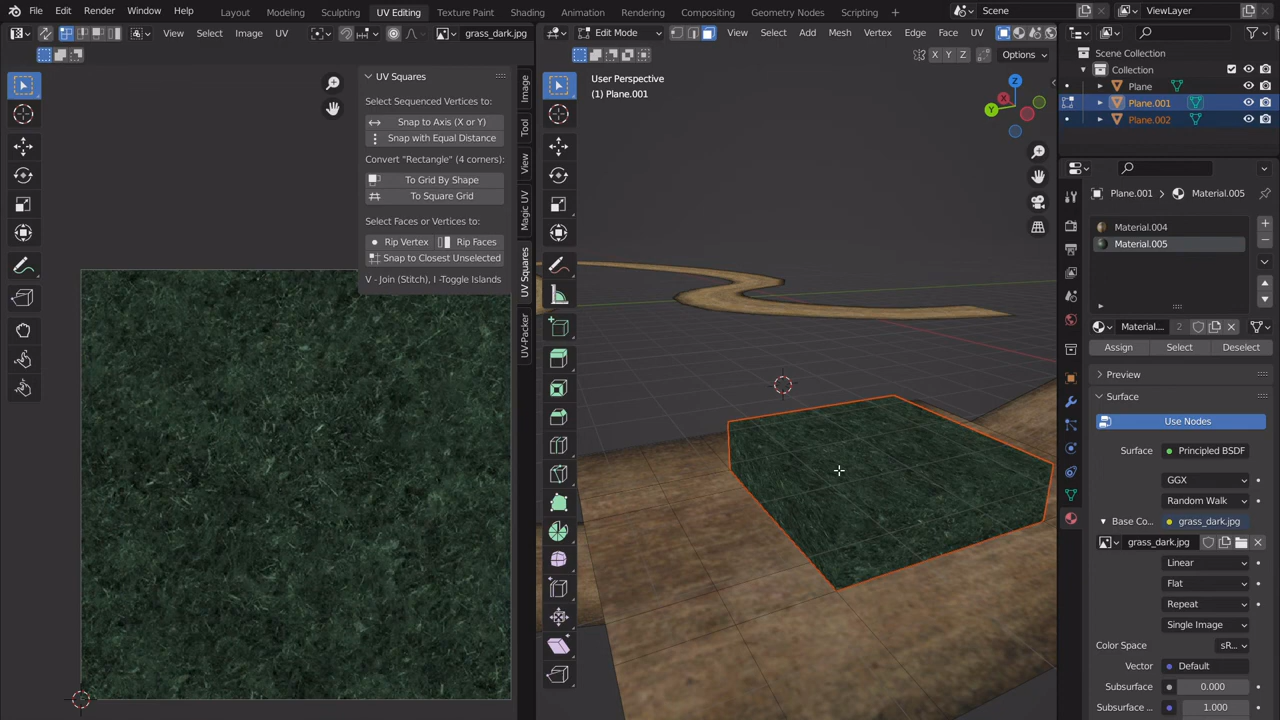 File Edit Render Window Help
Layout Modeling Sculpting UV Editing Texture Paint Shading Animation Rendering Compositing Geometry Nodes Scripting +
Scene
ViewLayer
View Select Image UV
grass_dark.jpg
Edit Mode
View Select Add Mesh Vertex Edge Face UV
X Y Z
Options
UV Squares
Select Sequenced Vertices to:
Snap to Axis (X or Y)
Snap with Equal Distance
Convert "Rectangle" (4 corners):
To Grid By Shape
To Square Grid
Select Faces or Vertices to:
Rip Vertex Rip Faces
Snap to Closest Unselected
V - Join (Stitch), I -Toggle Islands
Image
Tool
View
Magic UV
UV Squares
UV-Packer
User Perspective
(1) Plane.001
Z
X
Y
Scene Collection
Collection
Plane
Plane.001
Plane.002
Plane.001 > Material.005
Material.004
Material.005
Material... 2
Assign Select Deselect
Preview
Surface
Use Nodes
Surface Principled BSDF
GGX
Random Walk
Base Co... grass_dark.jpg
grass_dark.jpg
Linear
Flat
Repeat
Single Image
Color Space sR...
Vector Default
Subsurface 0.000
Subsurface ... 1.000